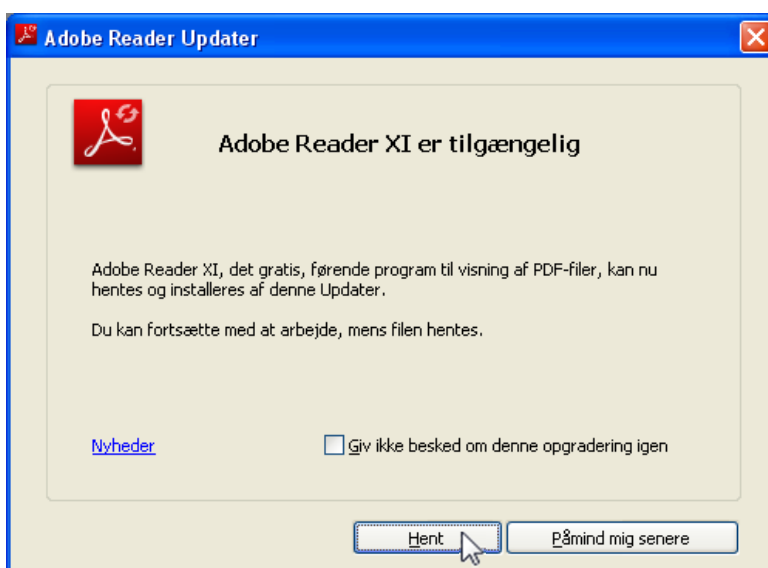 Adobe Reader Updater
Adobe Reader XI er tilgængelig
Adobe Reader XI, det gratis, førende program til visning af PDF-filer, kan nu
hentes og installeres af denne Updater.
Du kan fortsætte med at arbejde, mens filen hentes.
Nyheder
Giv ikke besked om denne opgradering igen
Hent
Påmind mig senere